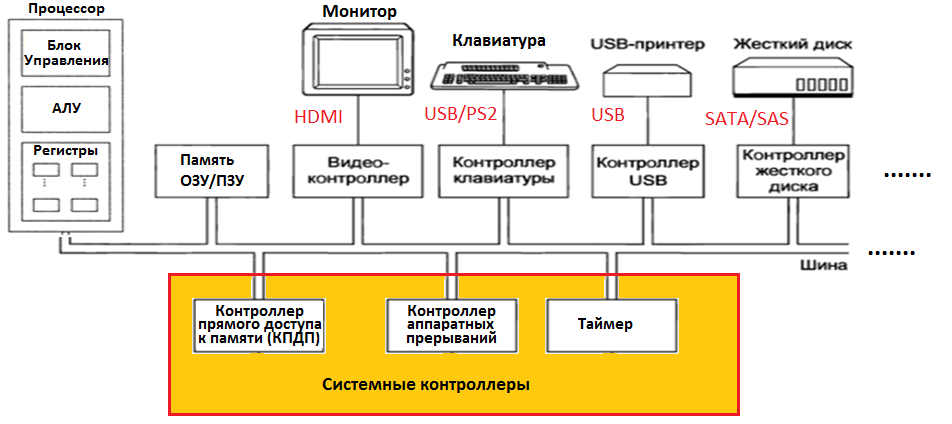 Процессор
Блок
Управления
АЛУ
Регистры
Монитор
Клавиатура
USB-принтер
Жесткий диск
HDMI
USB/PS2
USB
SATA/SAS
Память
ОЗУ/ПЗУ
Видео-
контроллер
Контроллер
клавиатуры
Контроллер
USB
Контроллер
жесткого
диска
.......
.......
Шина
Контроллер
прямого доступа
к памяти (КПДП)
Контроллер
аппаратных
прерываний
Таймер
Системные контроллеры